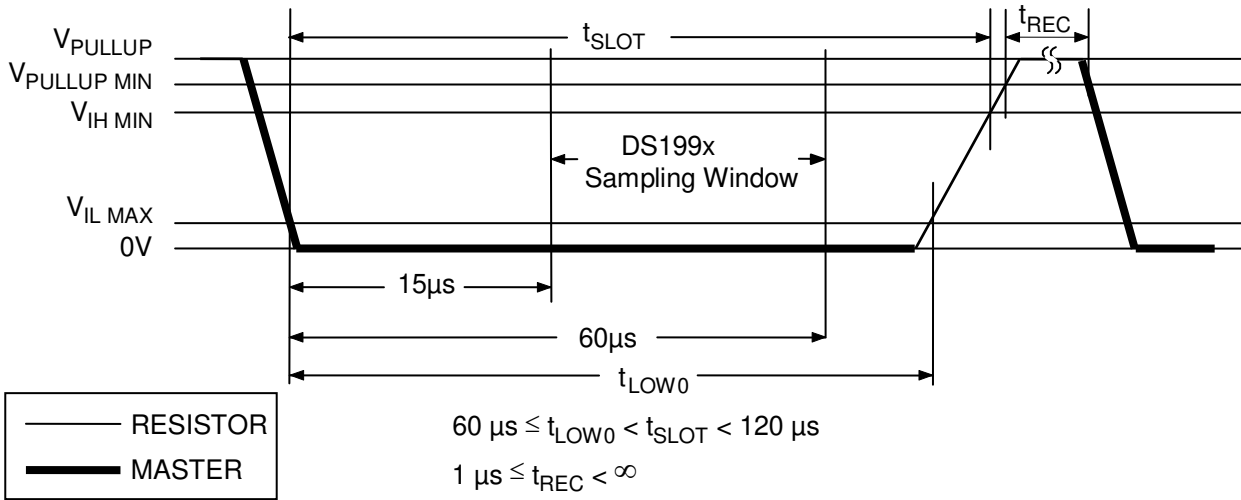 t_SLOT
t_REC
V_PULLUP
V_PULLUP MIN
V_IH MIN
DS199x
Sampling Window
V_IL MAX
0V
15µs
60µs
t_LOW0
RESISTOR
MASTER
60 µs ≤ t_LOW0 < t_SLOT < 120 µs
1 µs ≤ t_REC < ∞